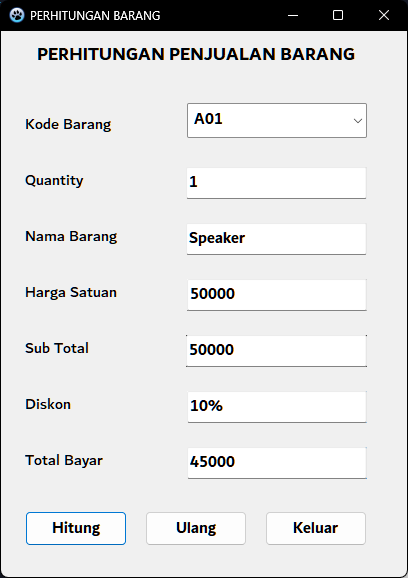 PERHITUNGAN BARANG
PERHITUNGAN PENJUALAN BARANG
Kode Barang A01
Quantity 1
Nama Barang Speaker
Harga Satuan 50000
Sub Total 50000
Diskon 10%
Total Bayar 45000
Hitung Ulang Keluar